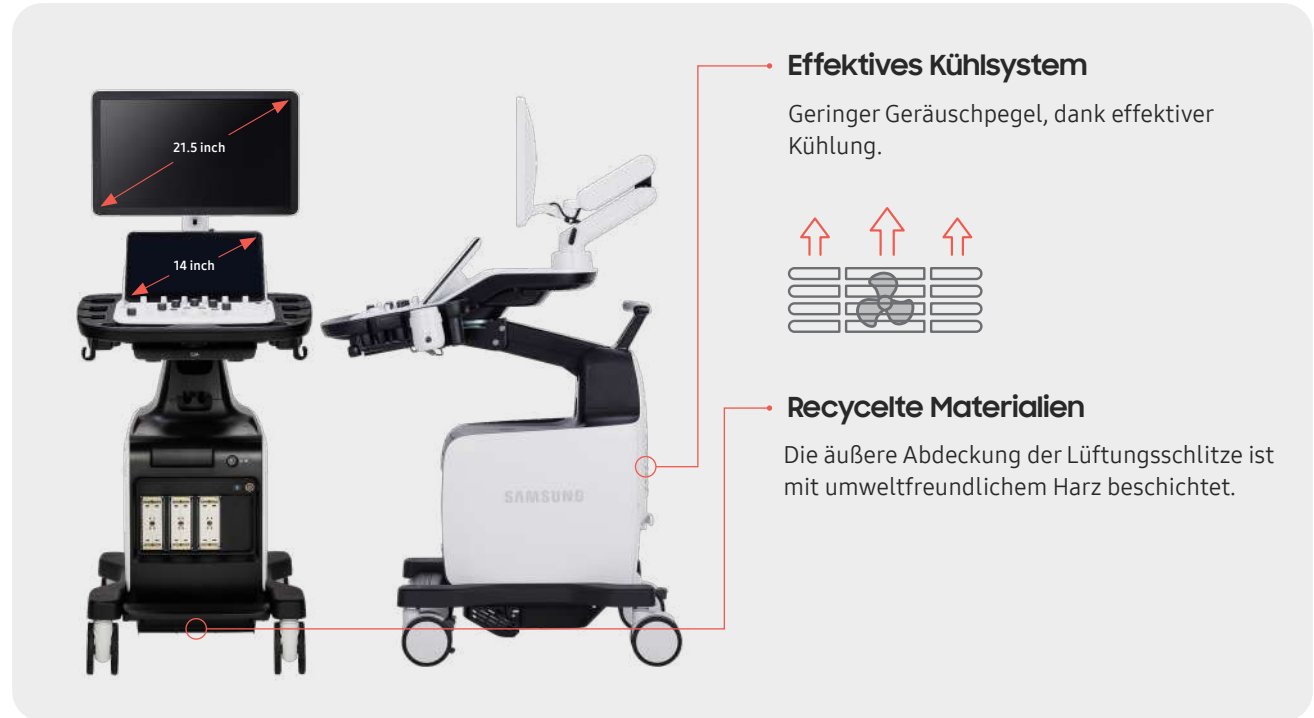 21.5 inch
14 inch
SAMSUNG
Effektives Kühlsystem
Geringer Geräuschpegel, dank effektiver
Kühlung.
Recycelte Materialien
Die äußere Abdeckung der Lüftungsschlitze ist
mit umweltfreundlichem Harz beschichtet.